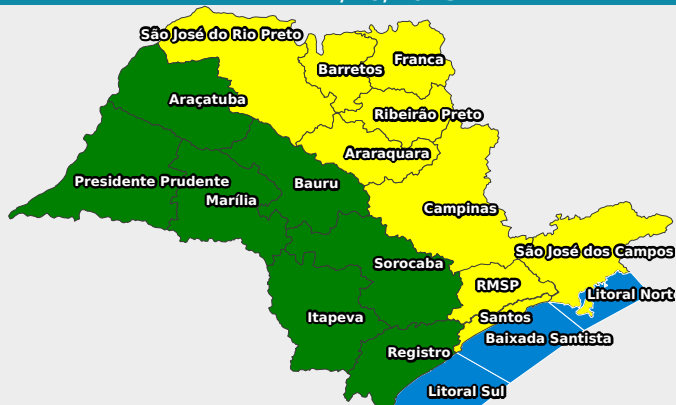 São José do Rio Preto
Franca
Barretos
Araçatuba
Ribeirão Preto
Araraquara
Presidente Prudente
Bauru
Marília
Campinas
São José dos Campos
Sorocaba
RMSP
Litoral Norte
Itapeva
Santos
Baixada Santista
Registro
Litoral Sul